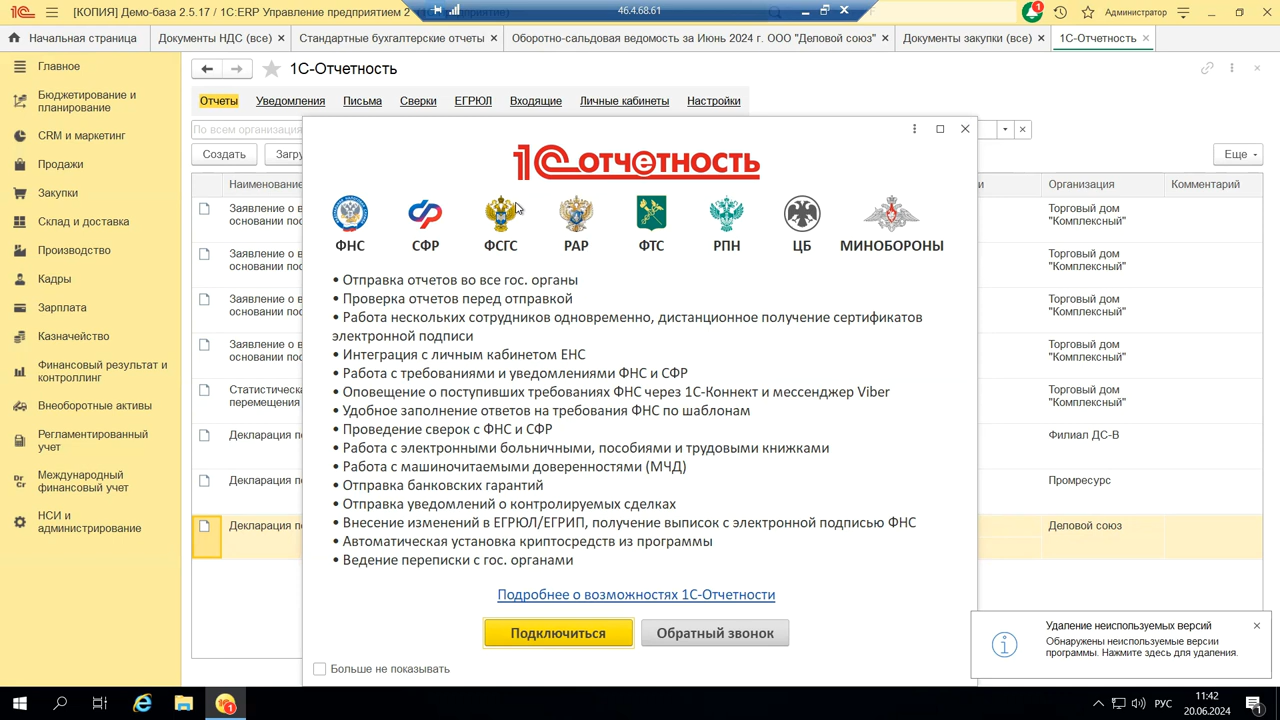 [КОПИЯ] Демо-база 2.5.17 / 1С:ERP Управление предприятием 2
46.4.68.61
Администратор
1
Начальная страница
Документы НДС (все)
Стандартные бухгалтерские отчеты
Оборотно-сальдовая ведомость за Июнь 2024 г. ООО "Деловой союз"
Документы закупки (все)
1С-Отчетность
Главное
Бюджетирование и
планирование
CRM и маркетинг
Продажи
Закупки
Склад и доставка
Производство
Кадры
Зарплата
Казначейство
Финансовый результат и
контроллинг
Внеоборотные активы
Регламентированный
учет
Международный
финансовый учет
НСИ и
администрирование
1С-Отчетность
Отчеты
Уведомления
Письма
Сверки
ЕГРЮЛ
Входящие
Личные кабинеты
Настройки
По всем организация
Создать
Загру
Еще
Наименование
и
Организация
Комментарий
Заявление о в
основании пос
Торговый дом
"Комплексный"
Заявление о в
основании пос
Торговый дом
"Комплексный"
Заявление о в
основании пос
Торговый дом
"Комплексный"
Заявление о в
основании пос
Торговый дом
"Комплексный"
Статистическа
перемещения
Торговый дом
"Комплексный"
Декларация по
Филиал ДС-В
Декларация по
Промресурс
Декларация по
Деловой союз
1С отчетность
ФНС
СФР
ФСГС
РАР
ФТС
РПН
ЦБ
МИНОБОРОНЫ
• Отправка отчетов во все гос. органы
• Проверка отчетов перед отправкой
• Работа нескольких сотрудников одновременно, дистанционное получение сертификатов
электронной подписи
• Интеграция с личным кабинетом ЕНС
• Работа с требованиями и уведомлениями ФНС и СФР
• Оповещение о поступивших требованиях ФНС через 1С-Коннект и мессенджер Viber
• Удобное заполнение ответов на требования ФНС по шаблонам
• Проведение сверок с ФНС и СФР
• Работа с электронными больничными, пособиями и трудовыми книжками
• Работа с машиночитаемыми доверенностями (МЧД)
• Отправка банковских гарантий
• Отправка уведомлений о контролируемых сделках
• Внесение изменений в ЕГРЮЛ/ЕГРИП, получение выписок с электронной подписью ФНС
• Автоматическая установка криптосредств из программы
• Ведение переписки с гос. органами
Подробнее о возможностях 1С-Отчетности
Подключиться
Обратный звонок
Больше не показывать
Удаление неиспользуемых версий
Обнаружены неиспользуемые версии
программы. Нажмите здесь для удаления.
1
РУС
11:42
20.06.2024
1